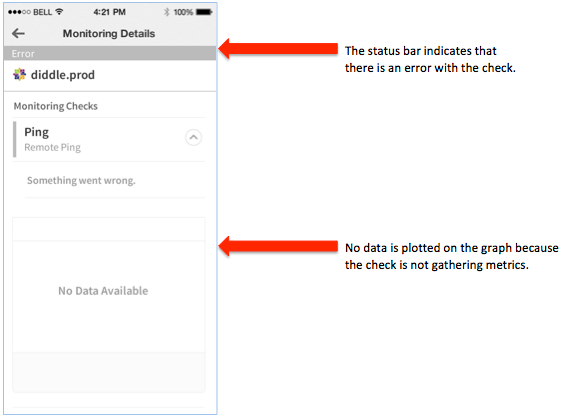 BELL 4:21 PM 100%
Monitoring Details
Error
The status bar indicates that
there is an error with the check.
diddle.prod
Monitoring Checks
Ping
Remote Ping
Something went wrong.
No data is plotted on the graph because
the check is not gathering metrics.
No Data Available